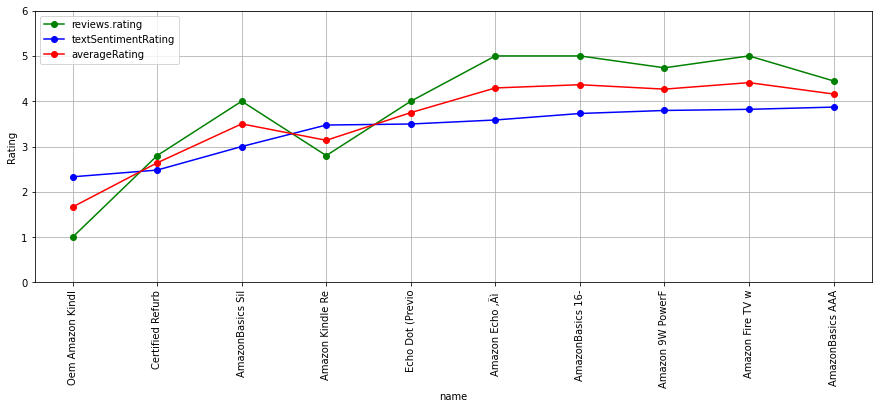 reviews.rating
textSentimentRating
averageRating
Rating
6
5
4
3
2
1
0
Oem Amazon Kindl
Certified Refurb
AmazonBasics Sil
Amazon Kindle Re
Echo Dot (Previo
Amazon Echo ‚Äì
AmazonBasics 16-
Amazon 9W PowerF
Amazon Fire TV w
AmazonBasics AAA
name